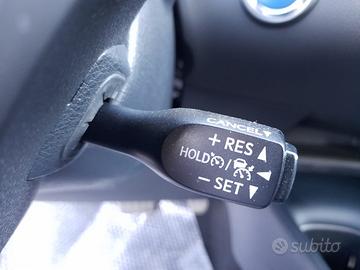 CANCEL▼
+ RES▲
HOLD /
− SET▼
subito